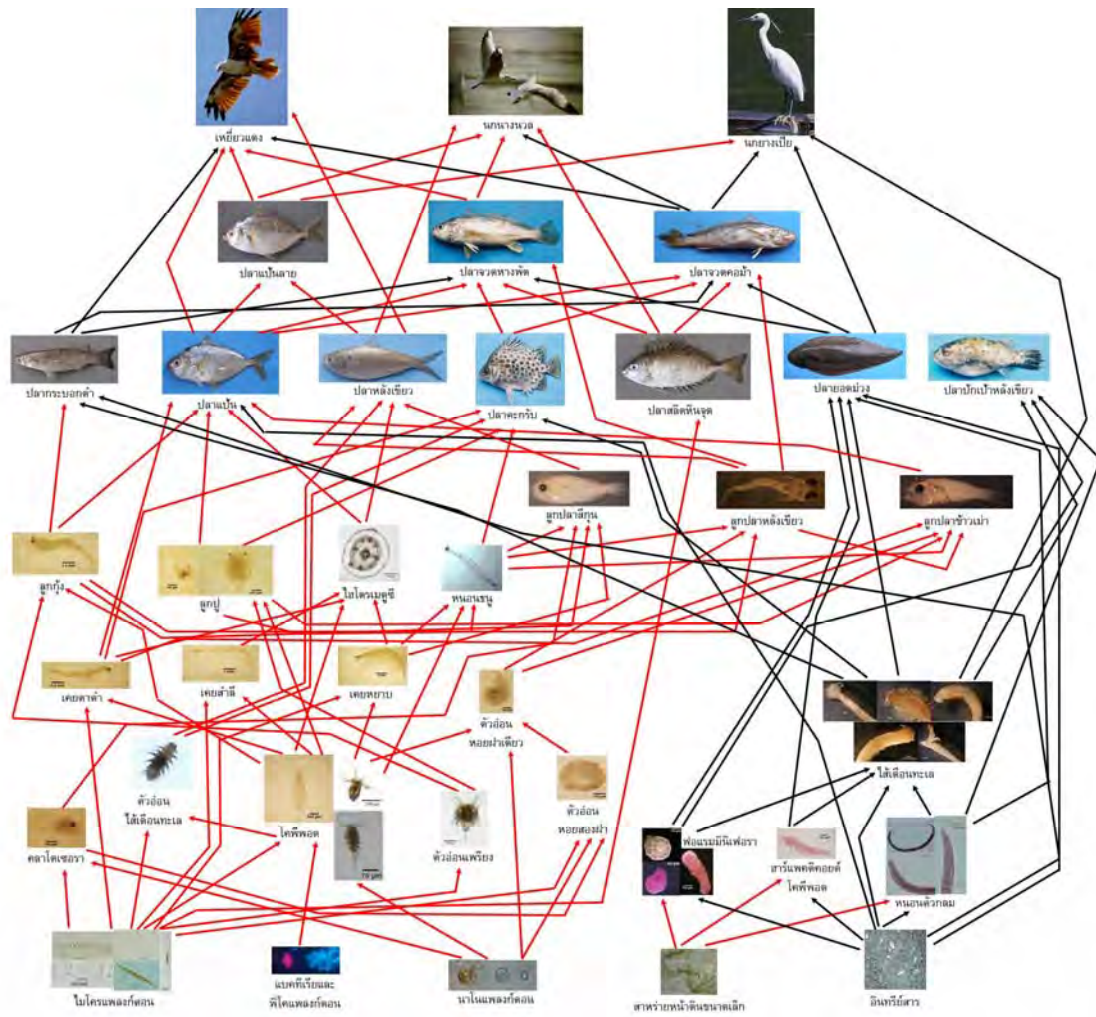 เหยี่ยวแดง
นกนางนวล
นกยางเปีย
ปลาแป้นลาย
ปลาจวดหางพัด
ปลาจวดคอม้า
ปลากระบอกดำ
ปลาแป้น
ปลาหลังเขียว
ปลาตะกรับ
ปลาสลิดหินจุด
ปลายอดม่วง
ปลาปักเป้าหลังเขียว
ลูกปลาสีกุน
ลูกปลาหลังเขียว
ลูกปลาข้าวเม่า
ลูกกุ้ง
ลูกปู
ไฮโดรเมดูซี
หนอนธนู
เคยตาดำ
เคยสำลี
เคยหยาบ
ตัวอ่อน
หอยฝาเดียว
ไส้เดือนทะเล
ตัวอ่อน
ไส้เดือนทะเล
โคพีพอด
ตัวอ่อนเพรียง
ตัวอ่อน
หอยสองฝา
คลาโดเซอรา
ฟอแรมมินิเฟอรา
ฮาร์แพคติคอยด์
โคพีพอด
หนอนตัวกลม
ไมโครแพลงก์ตอน
แบคทีเรียและ
พิโคแพลงก์ตอน
นาโนแพลงก์ตอน
สาหร่ายหน้าดินขนาดเล็ก
อินทรีย์สาร